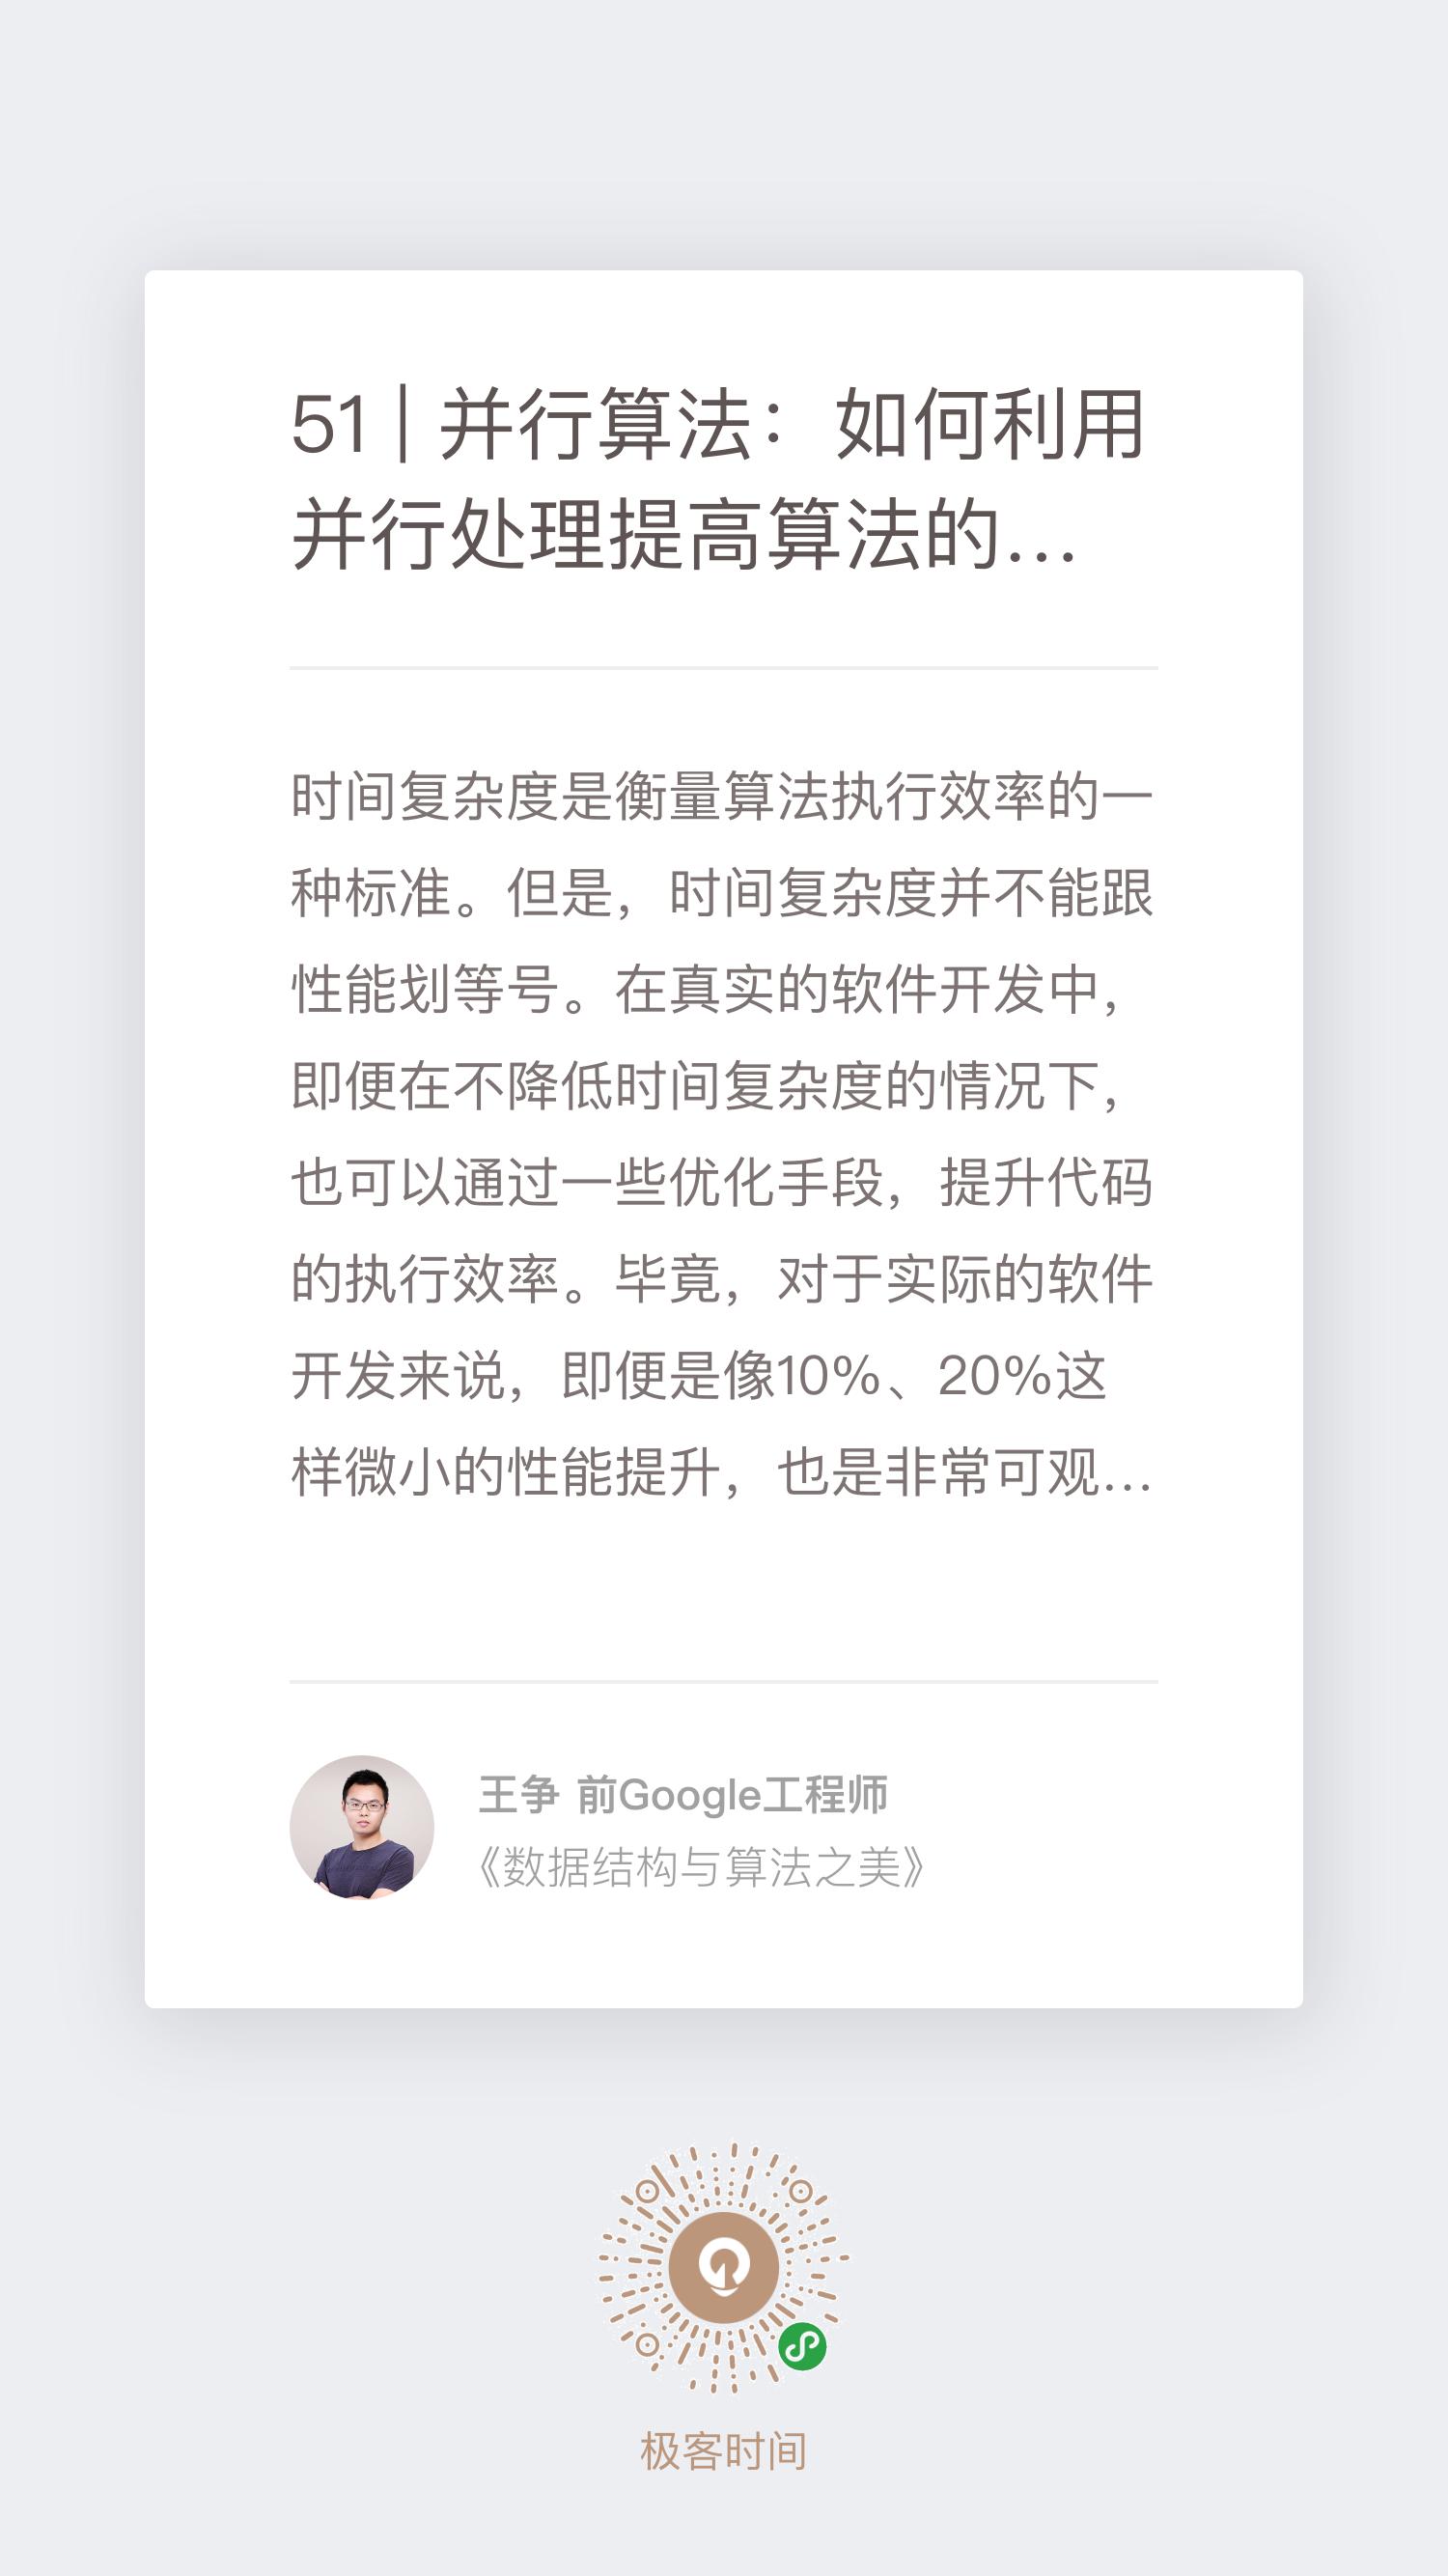 51 | 并行算法：如何利用
并行处理提高算法的...
时间复杂度是衡量算法执行效率的一
种标准。但是，时间复杂度并不能跟
性能划等号。在真实的软件开发中，
即便在不降低时间复杂度的情况下，
也可以通过一些优化手段，提升代码
的执行效率。毕竟，对于实际的软件
开发来说，即便是像10%、20%这
样微小的性能提升，也是非常可观...
王争 前Google工程师
《数据结构与算法之美》
极客时间